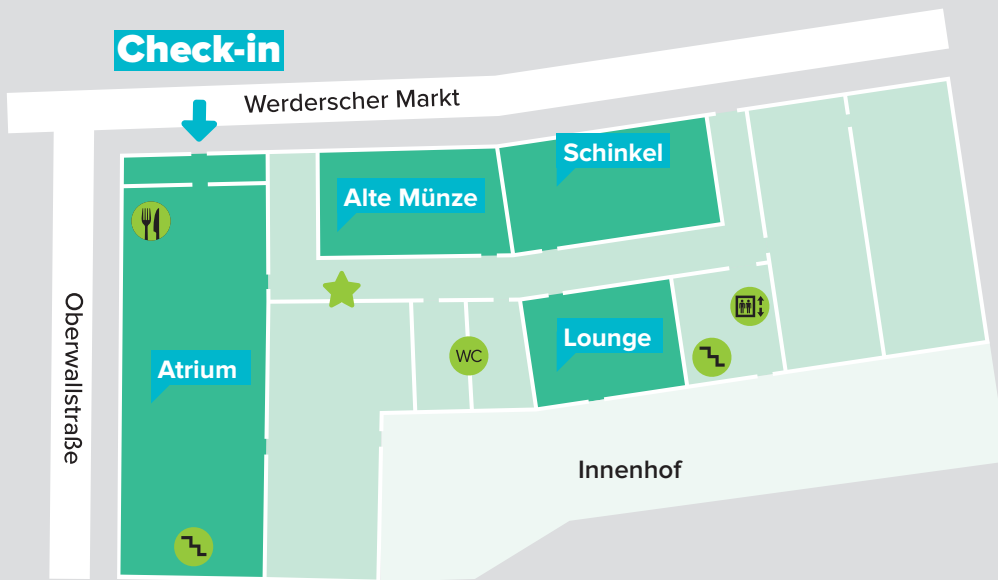 Check-in
Werderscher Markt
Schinkel
Alte Münze
Oberwallstraße
Atrium
Lounge
WC
Innenhof